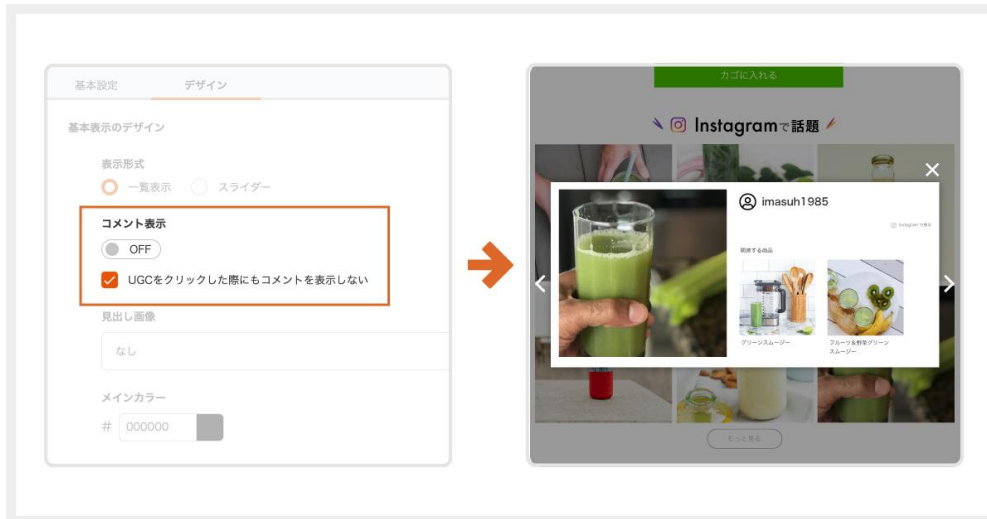 基本設定
デザイン
基本表示のデザイン
表示形式
一覧表示
スライダー
コメント表示
OFF
UGCをクリックした際にもコメントを表示しない
見出し画像
なし
メインカラー
# 000000
カゴに入れる
Instagramで話題
imasuh1985
Instagram で見る
関連する商品
グリーンスムージー
フルーツ&野菜グリーン
スムージー
もっと見る